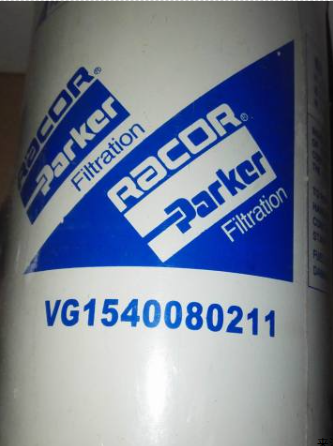 RACOR®
Parker
Filtration
RACOR®
Parker
Filtration
VG1540080211